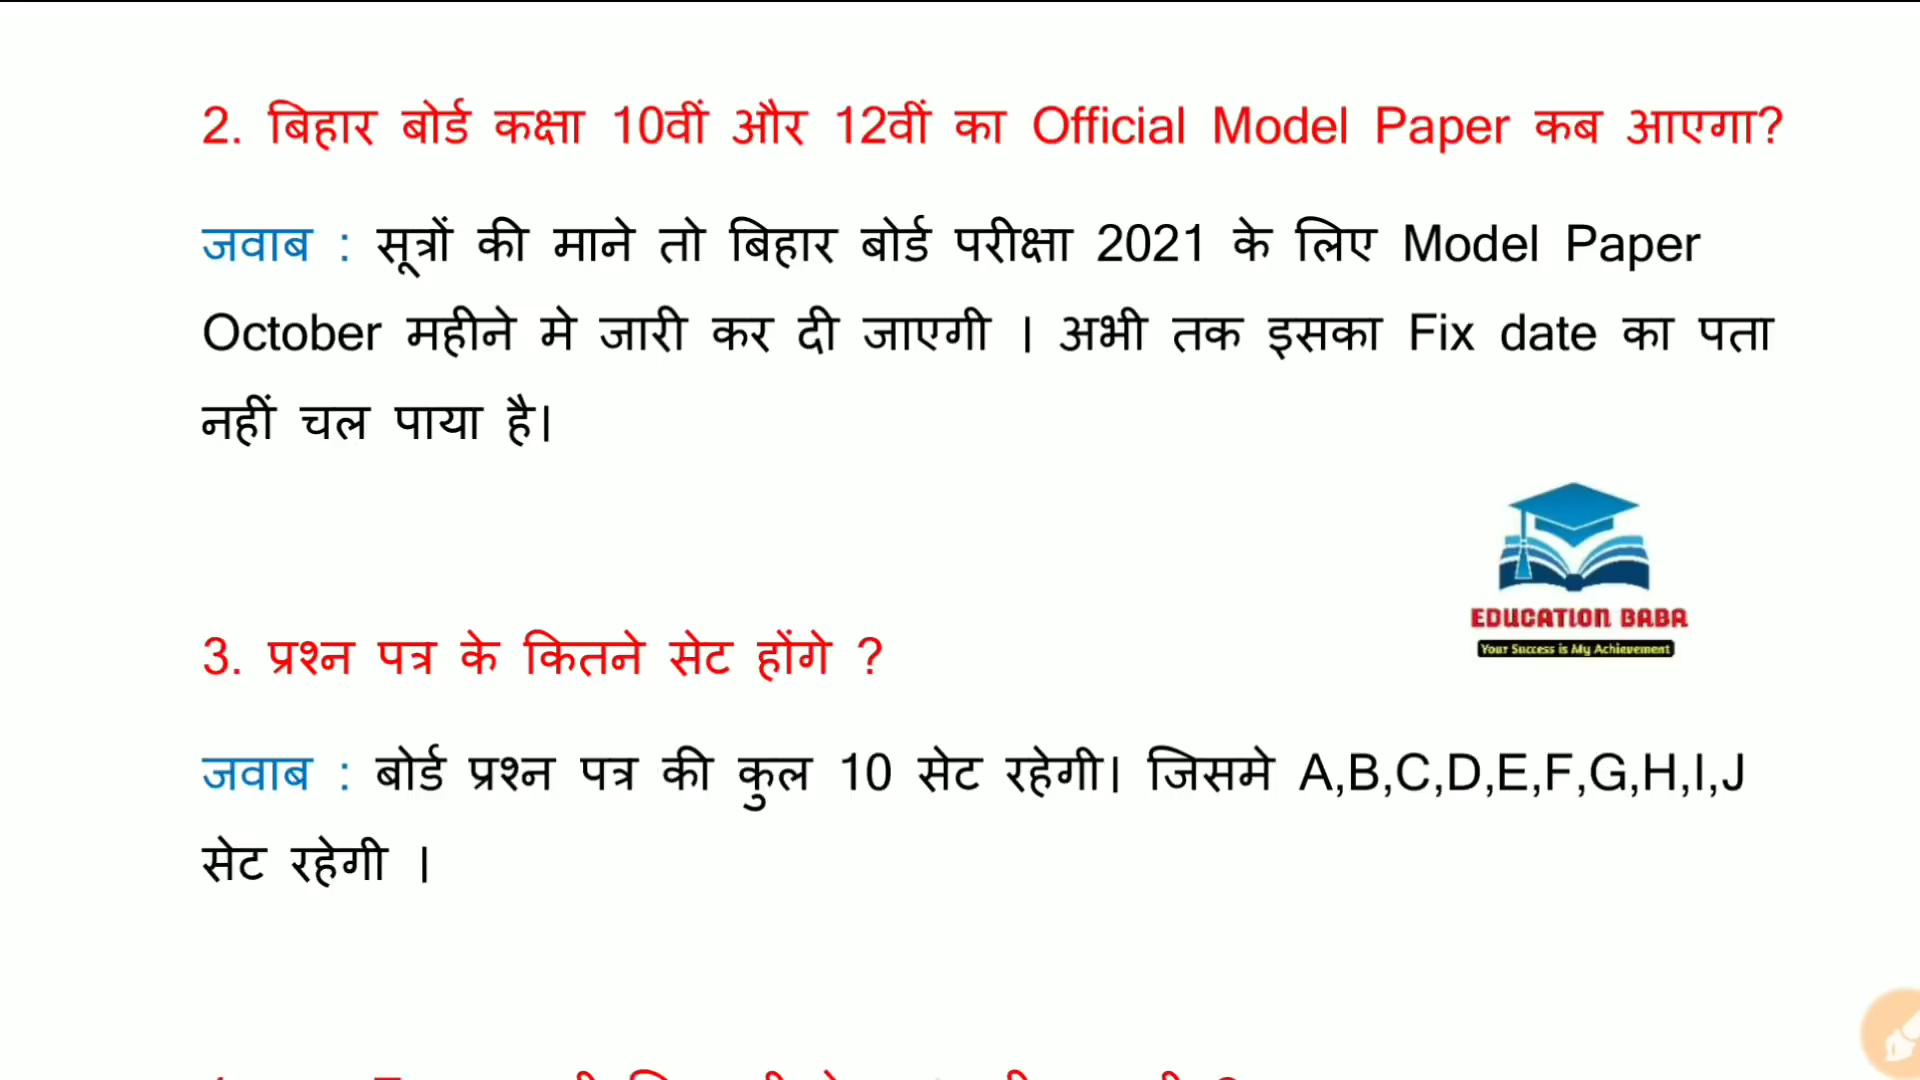 2. बिहार बोर्ड कक्षा 10वीं और 12वीं का Official Model Paper कब आएगा?
जवाब : सूत्रों की माने तो बिहार बोर्ड परीक्षा 2021 के लिए Model Paper
October महीने मे जारी कर दी जाएगी । अभी तक इसका Fix date का पता
नहीं चल पाया है।
EDUCATION BABA
Your Success is My Achievement
3. प्रश्न पत्र के कितने सेट होंगे ?
जवाब : बोर्ड प्रश्न पत्र की कुल 10 सेट रहेगी। जिसमे A,B,C,D,E,F,G,H,I,J
सेट रहेगी ।